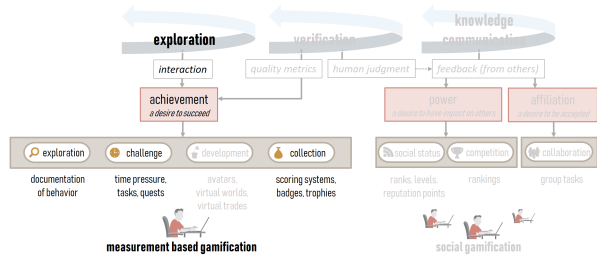 knowledge
exploration verification communication
interaction quality metrics human judgment feedback (from others)
achievement power affiliation
a desire to succeed a desire to have impact on others a desire to be accepted
exploration challenge development collection social status competition collaboration
documentation time pressure, avatars, scoring systems, ranks, levels, rankings group tasks
of behavior tasks, quests virtual worlds, badges, trophies reputation points
virtual trades
measurement based gamification social gamification